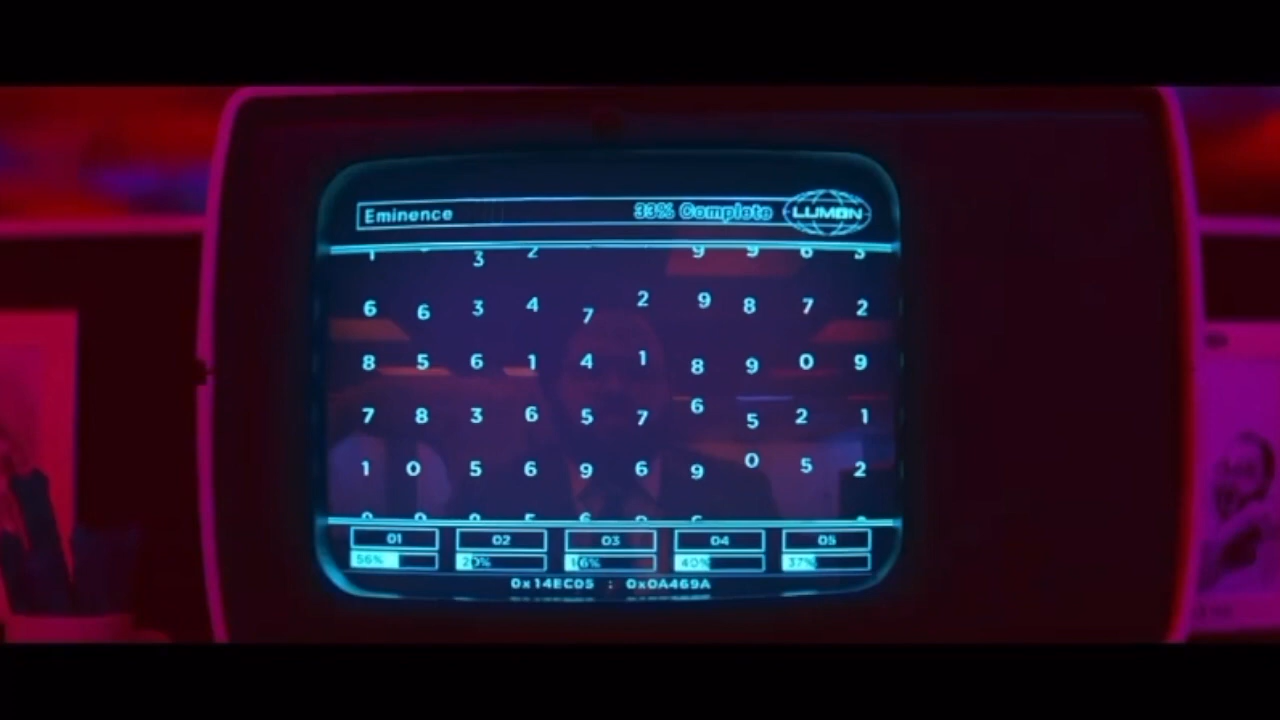 Eminence 33% Complete LUMON
3 2 9 9 6 3
6 6 3 4 7 2 9 8 7 2
8 5 6 1 4 1 8 9 0 9
7 8 3 6 5 7 6 5 2 1
1 0 5 6 9 6 9 0 5 2
01 02 03 04 05
56% 20% 16% 40% 37%
0x14EC05 : 0x0A469A